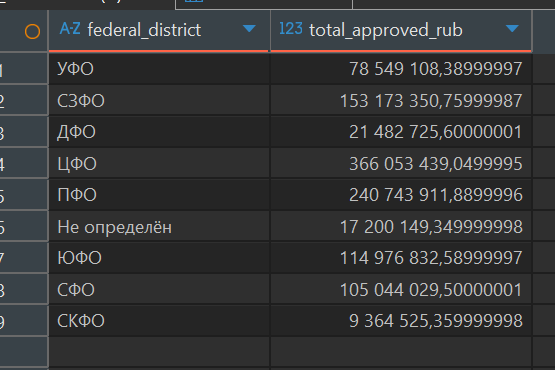 A-Z federal_district 123 total_approved_rub
1 УФО 78 549 108,38999997
2 СЗФО 153 173 350,75999987
3 ДФО 21 482 725,60000001
4 ЦФО 366 053 439,0499995
5 ПФО 240 743 911,8899996
6 Не определён 17 200 149,349999998
7 ЮФО 114 976 832,58999997
8 СФО 105 044 029,50000001
9 СКФО 9 364 525,359999998